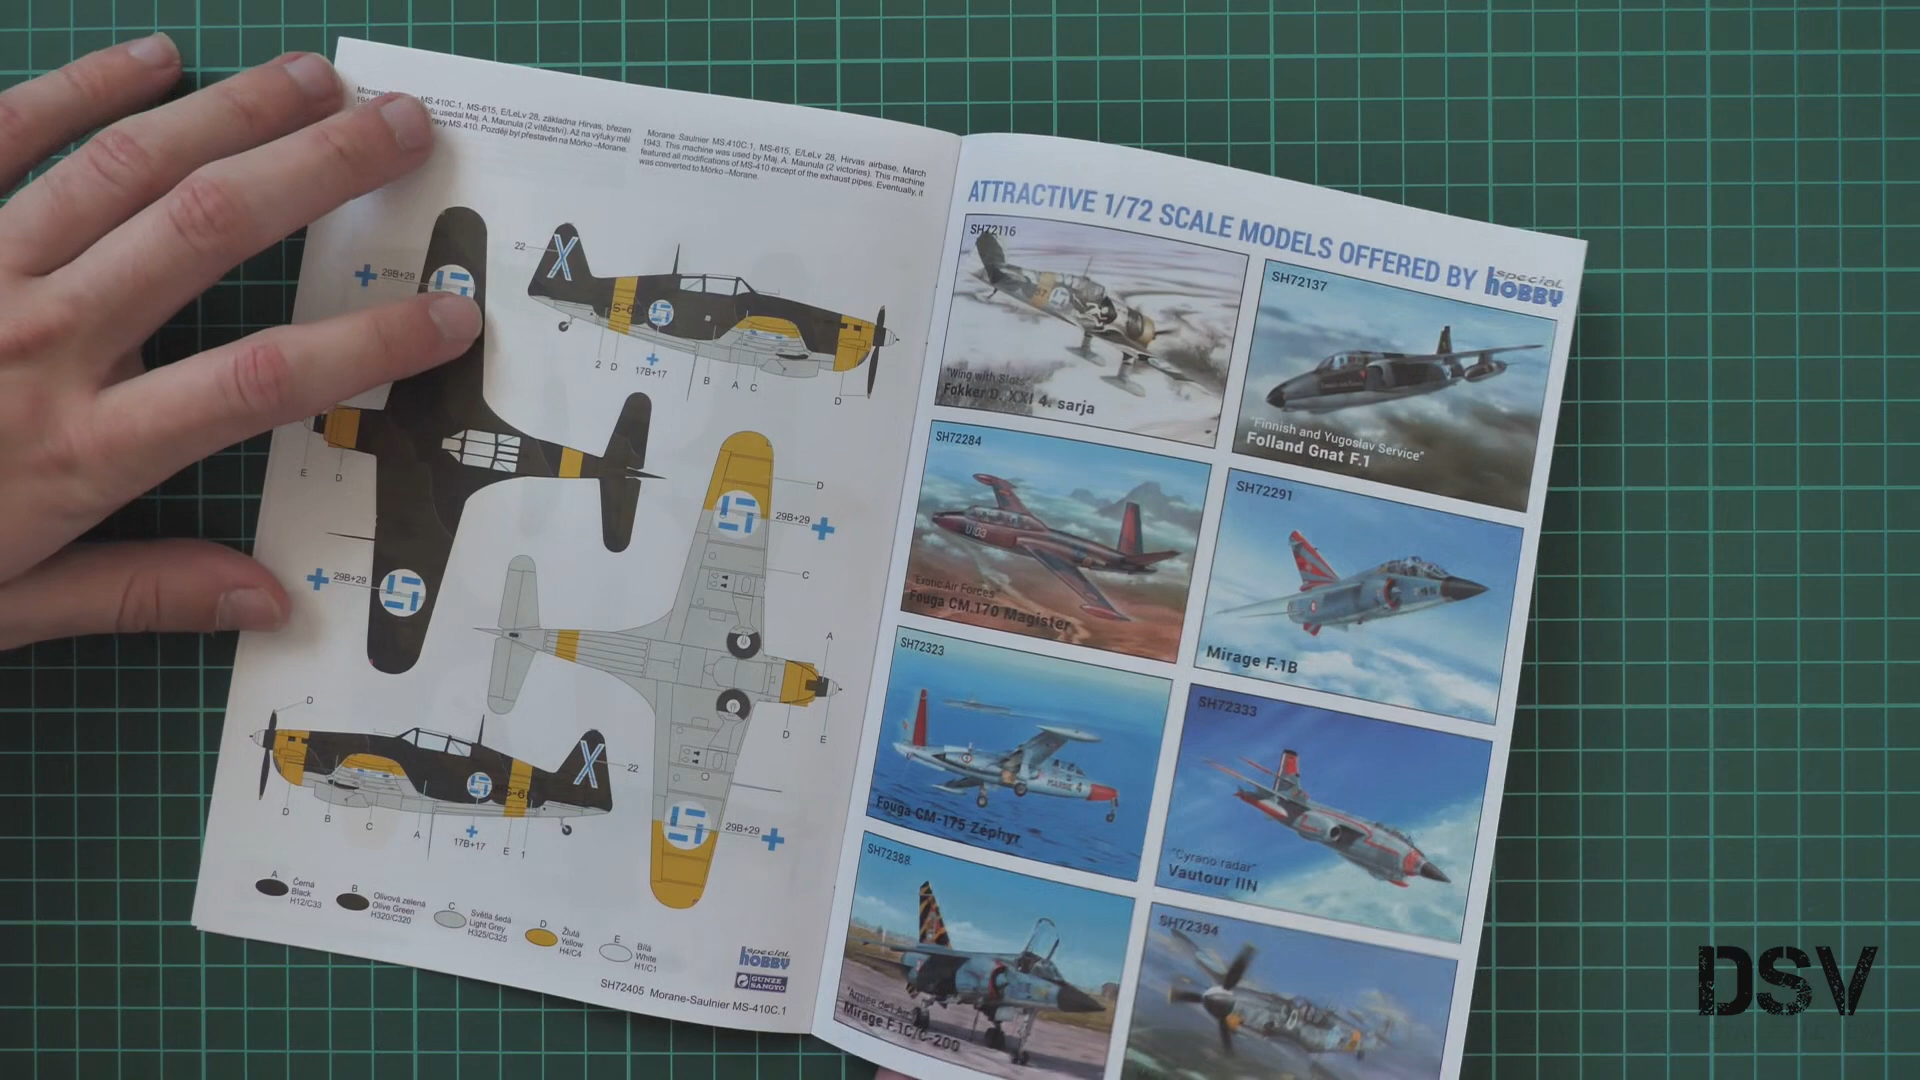 MS.410C.1, MS-615, E/LeLv 28, základna Hirvas, březen
usedal Maj. A. Maunula (2 vítězství). Až na výfuky měl
MS.410. Později byl přestavěn na Mörko–Morane.
Morane Saulnier MS.410C.1, MS-615, E/LeLv 28, Hirvas airbase, March
1943. This machine was used by Maj. A. Maunula (2 victories). This machine
featured all modifications of MS-410 except of the exhaust pipes. Eventually, it
was converted to Mörko–Morane.
22
29B+29
2 D
17B+17
B A C
D
E D
D
29B+29
C
29B+29
A
D E
D
22
D B C A
17B+17
E 1
29B+29
A
Černá
Black
H12/C33
B
Olivová zelená
Olive Green
H320/C320
C
Světlá šedá
Light Grey
H325/C325
D
Žlutá
Yellow
H4/C4
E
Bílá
White
H1/C1
special
hobby
GUNZE
SANGYO
SH72405 Morane-Saulnier MS-410C.1
ATTRACTIVE 1/72 SCALE MODELS OFFERED BY special hobby
SH72116
"Wing with Slots"
Fokker D. XXI 4. sarja
SH72137
"Finnish and Yugoslav Service"
Folland Gnat F.1
SH72284
"Exotic Air Forces"
Fouga CM.170 Magister
SH72291
Mirage F.1B
SH72323
Fouga CM-175 Zéphyr
SH72333
"Cyrano radar"
Vautour IIN
SH72388
"Armée de l´Air"
Mirage F.1C/C-200
SH72394
DSV